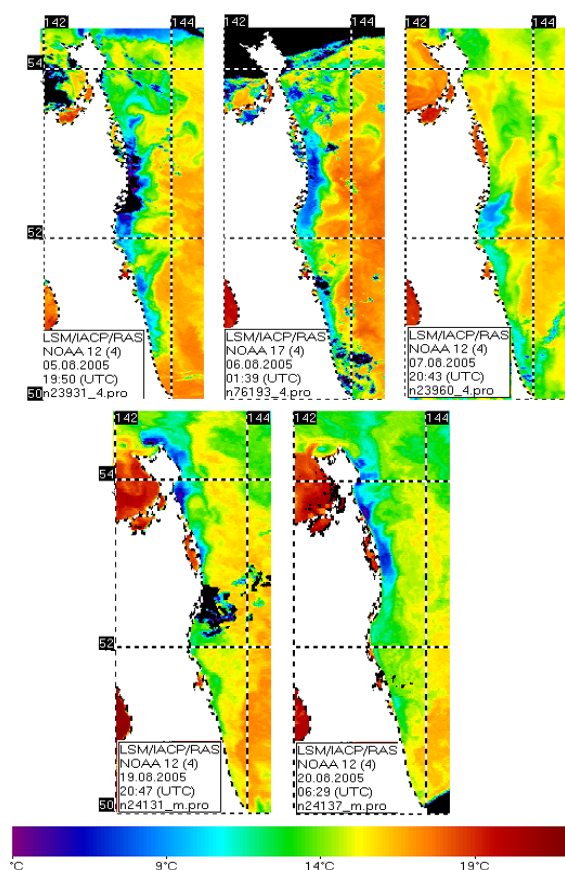 142
144
142
144
142
144
54
52
50
LSM/IACP/RAS
NOAA 12 (4)
05.08.2005
19:50 (UTC)
n23931_4.pro
LSM/IACP/RAS
NOAA 17 (4)
06.08.2005
01:39 (UTC)
n76193_4.pro
LSM/IACP/RAS
NOAA 12 (4)
07.08.2005
20:43 (UTC)
n23960_4.pro
142
144
142
144
54
52
50
LSM/IACP/RAS
NOAA 12 (4)
19.08.2005
20:47 (UTC)
n24131_m.pro
LSM/IACP/RAS
NOAA 12 (4)
20.08.2005
06:29 (UTC)
n24137_m.pro
°C 9°C 14°C 19°C